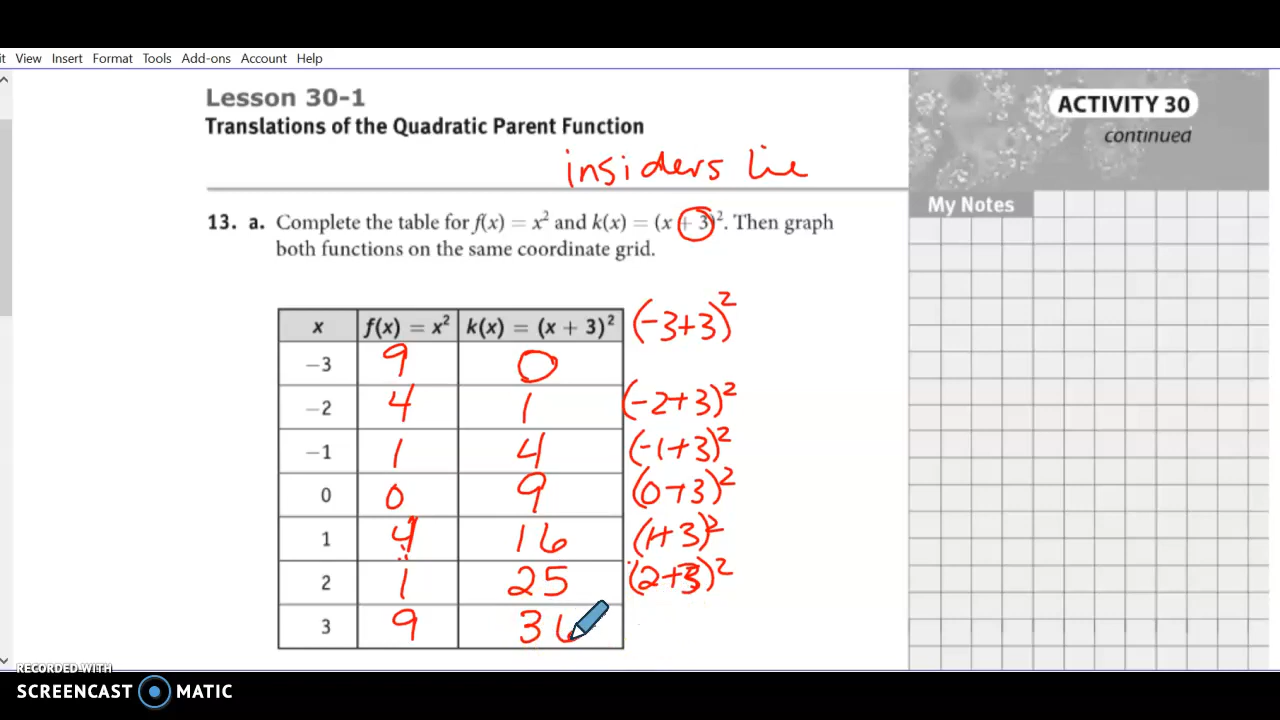 it View Insert Format Tools Add-ons Account Help
Lesson 30-1
Translations of the Quadratic Parent Function
ACTIVITY 30
continued
insiders lie
My Notes
13. a. Complete the table for f(x) = x² and k(x) = (x + 3)². Then graph
both functions on the same coordinate grid.
x f(x) = x² k(x) = (x + 3)² (-3+3)²
−3 9 0
−2 4 1 (-2+3)²
−1 1 4 (-1+3)²
0 0 9 (0+3)²
1 4 16 (1+3)²
2 1 25 (2+3)²
3 9 36
RECORDED WITH
SCREENCAST MATIC